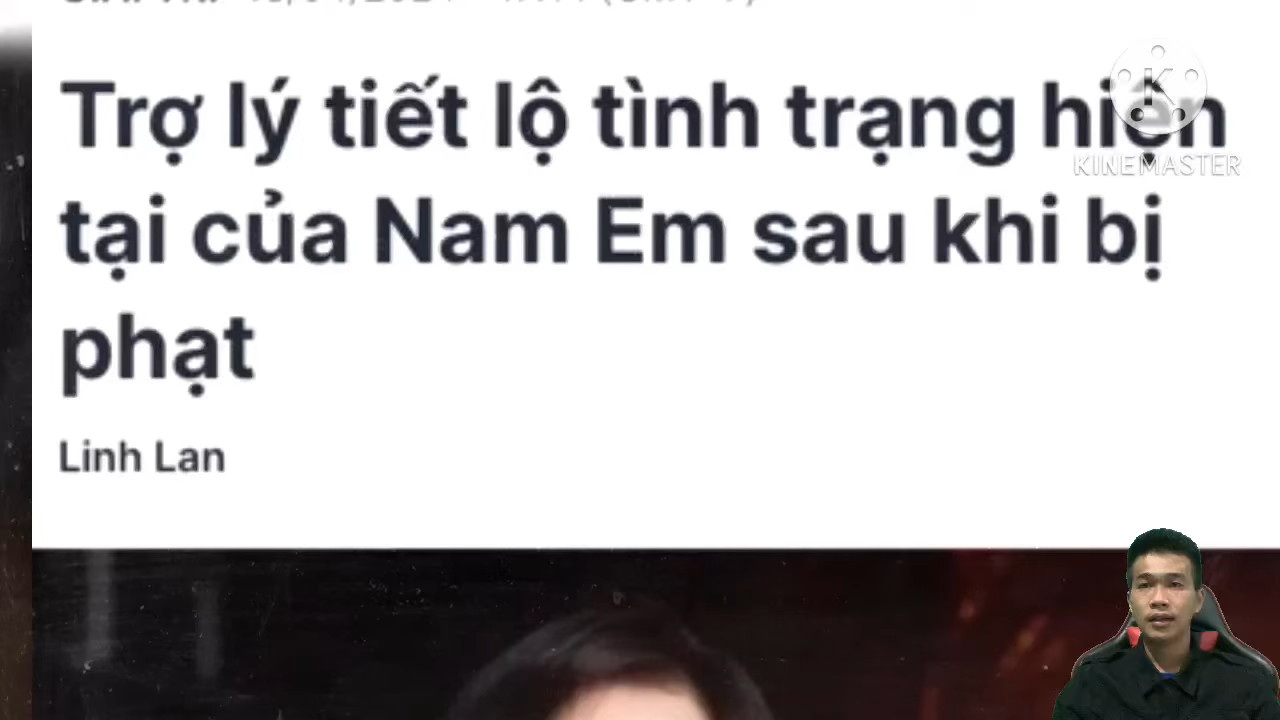 Trợ lý tiết lộ tình trạng hiện
tại của Nam Em sau khi bị
phạt
Linh Lan
K
KINEMASTER